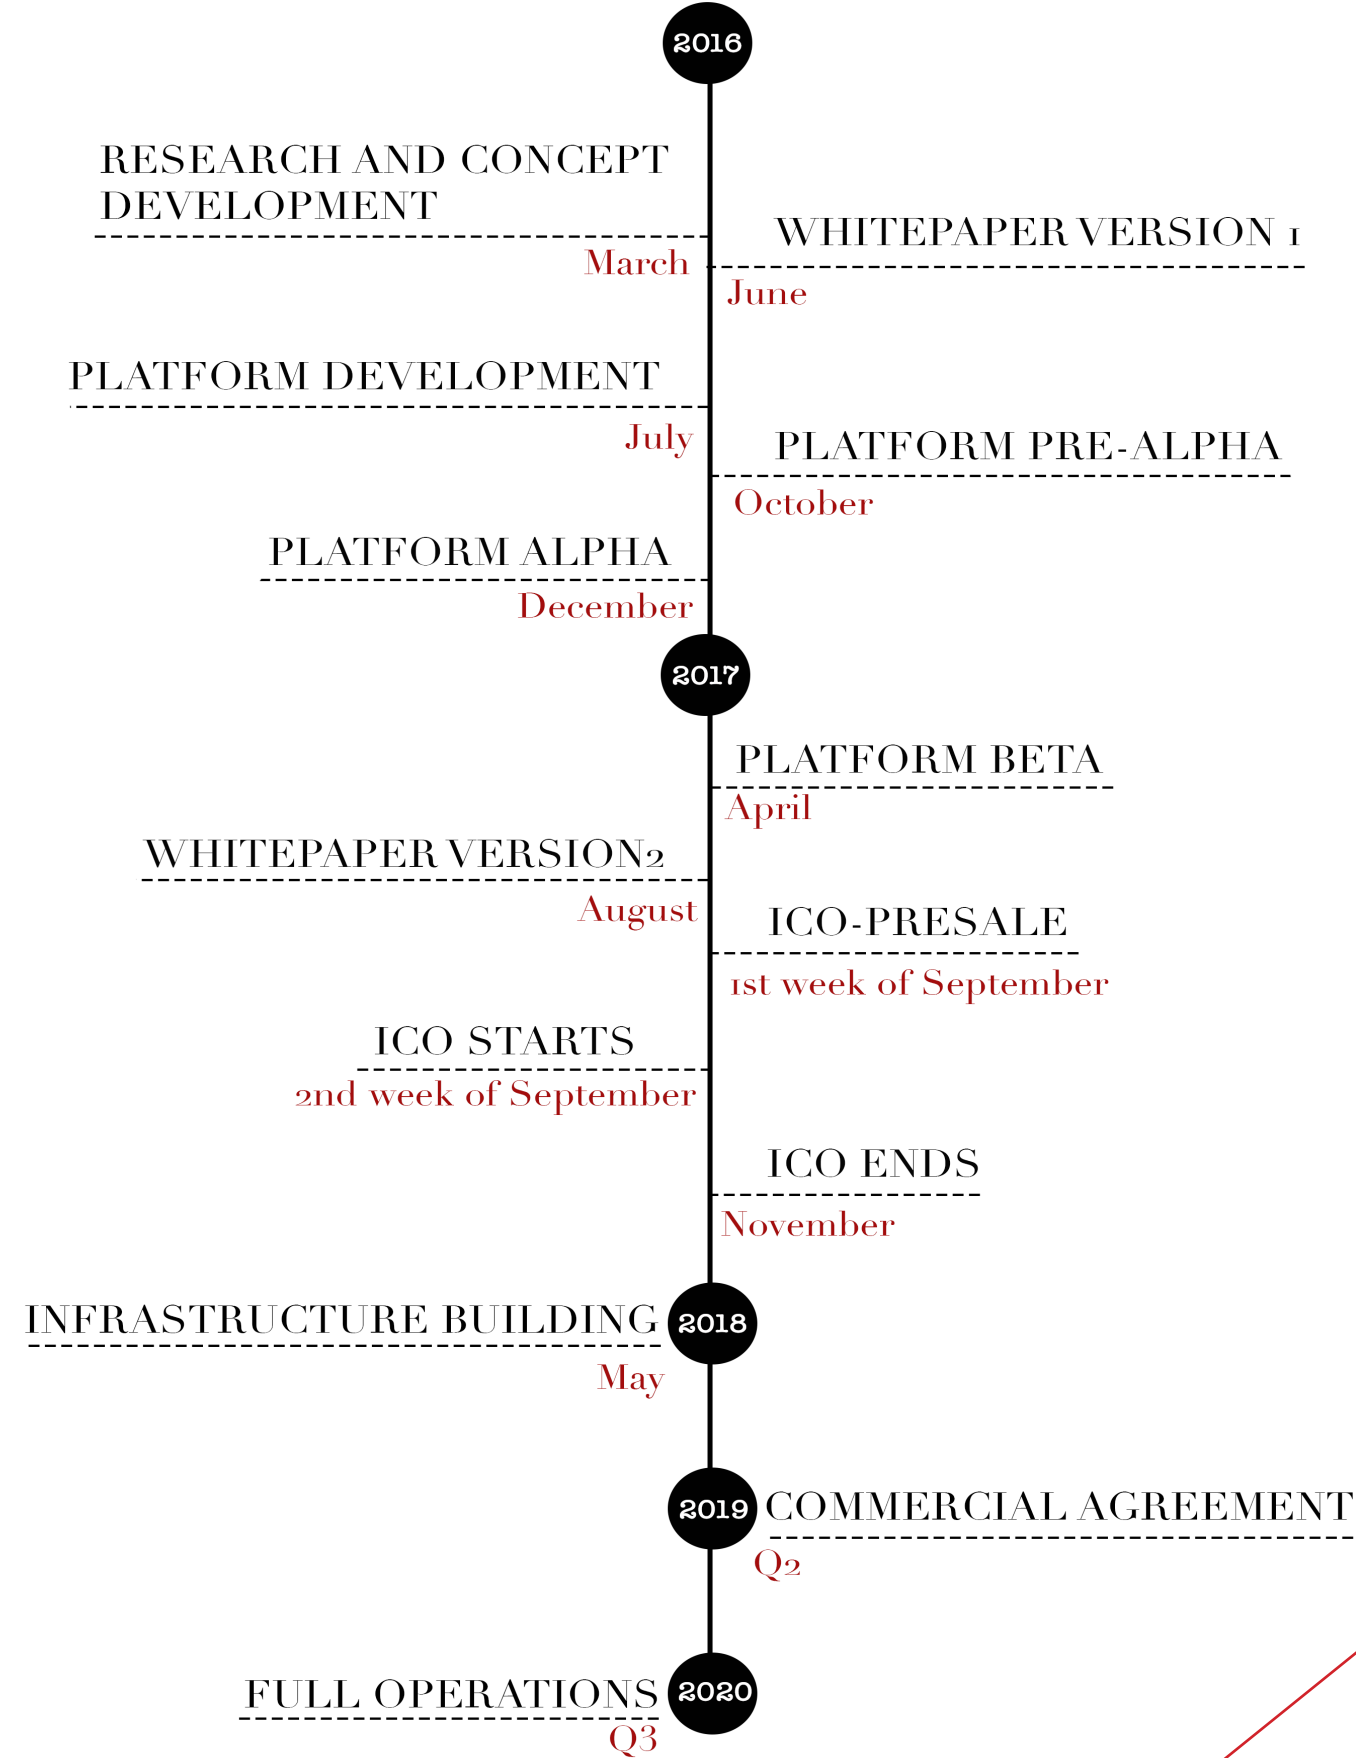 2016
RESEARCH AND CONCEPT
DEVELOPMENT
March
WHITEPAPER VERSION 1
June
PLATFORM DEVELOPMENT
July
PLATFORM PRE-ALPHA
October
PLATFORM ALPHA
December
2017
PLATFORM BETA
April
WHITEPAPER VERSION2
August
ICO-PRESALE
1st week of September
ICO STARTS
2nd week of September
ICO ENDS
November
INFRASTRUCTURE BUILDING
2018
May
2019
COMMERCIAL AGREEMENT
Q2
FULL OPERATIONS
2020
Q3